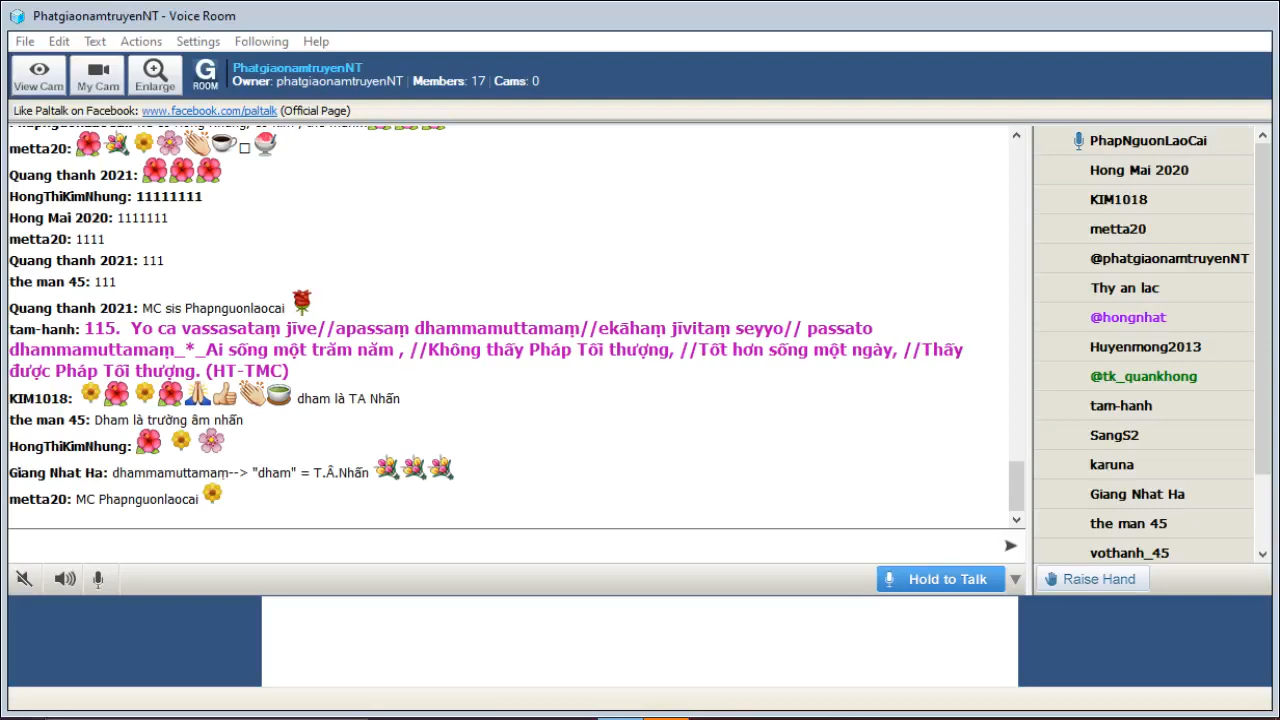 PhatgiaonamtruyenNT - Voice Room
File Edit Text Actions Settings Following Help
View Cam My Cam Enlarge G ROOM
PhatgiaonamtruyenNT
Owner: phatgiaonamtruyenNT | Members: 17 | Cams: 0
Like Paltalk on Facebook: www.facebook.com/paltalk (Official Page)
metta20:
Quang thanh 2021:
HongThiKimNhung: 11111111
Hong Mai 2020: 1111111
metta20: 1111
Quang thanh 2021: 111
the man 45: 111
Quang thanh 2021: MC sis Phapnguonlaocai
tam-hanh: 115. Yo ca vassasataṃ jīve//apassaṃ dhammamuttamaṃ//ekāhaṃ jīvitaṃ seyyo// passato
dhammamuttamaṃ_*_Ai sống một trăm năm , //Không thấy Pháp Tối thượng, //Tốt hơn sống một ngày, //Thấy
được Pháp Tối thượng. (HT-TMC)
KIM1018: dham là TA Nhấn
the man 45: Dham là trường âm nhấn
HongThiKimNhung:
Giang Nhat Ha: dhammamuttamaṃ--> "dham" = T.Â.Nhấn
metta20: MC Phapnguonlaocai
Hold to Talk
PhapNguonLaoCai
Hong Mai 2020
KIM1018
metta20
@phatgiaonamtruyenNT
Thy an lac
@hongnhat
Huyenmong2013
@tk_quankhong
tam-hanh
SangS2
karuna
Giang Nhat Ha
the man 45
vothanh_45
Raise Hand